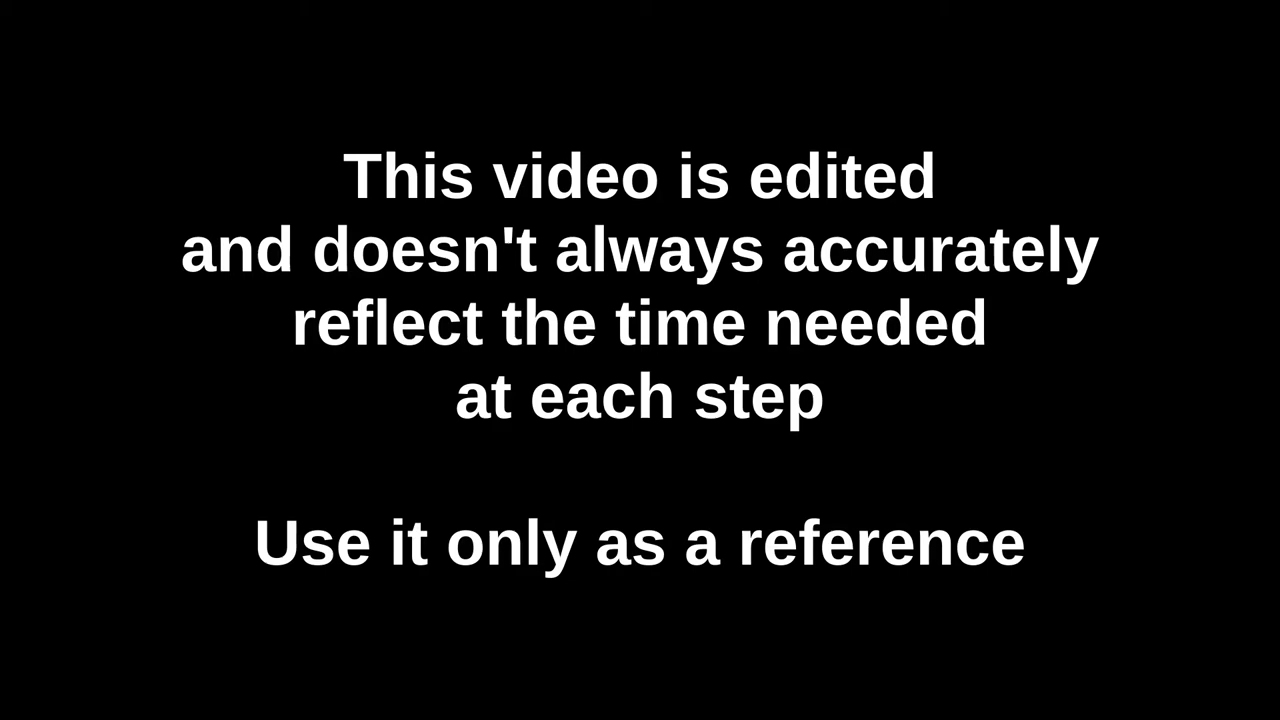 This video is edited
and doesn't always accurately
reflect the time needed
at each step
Use it only as a reference